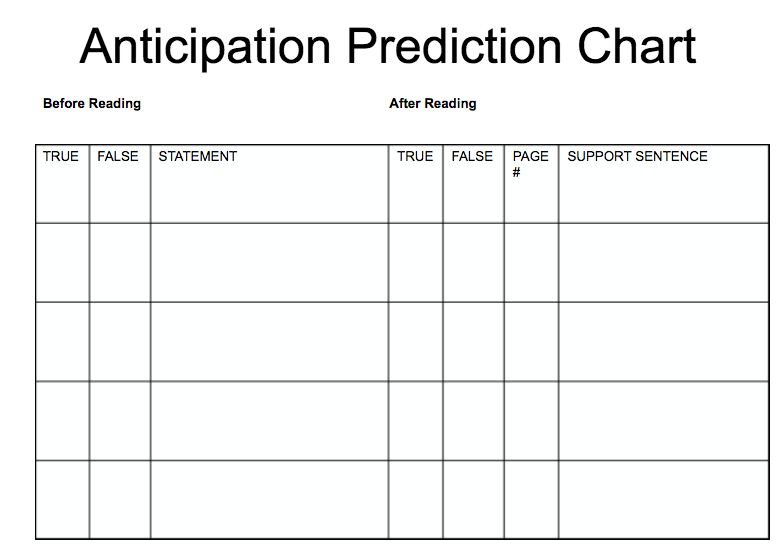 Anticipation Prediction Chart
Before Reading After Reading
TRUE FALSE STATEMENT TRUE FALSE PAGE SUPPORT SENTENCE
#